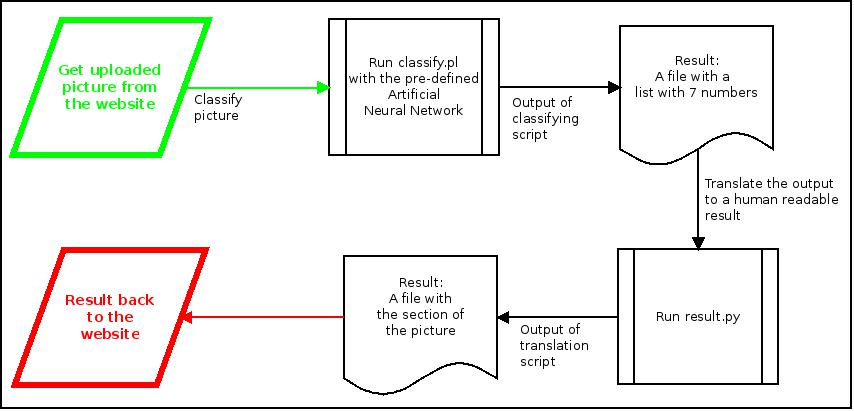 Get uploaded
picture from
the website
Classify
picture
Run classify.pl
with the pre-defined
Artificial
Neural Network
Output of
classifying
script
Result:
A file with a
list with 7 numbers
Translate the output
to a human readable
result
Run result.py
Output of
translation
script
Result:
A file with
the section of
the picture
Result back
to the
website